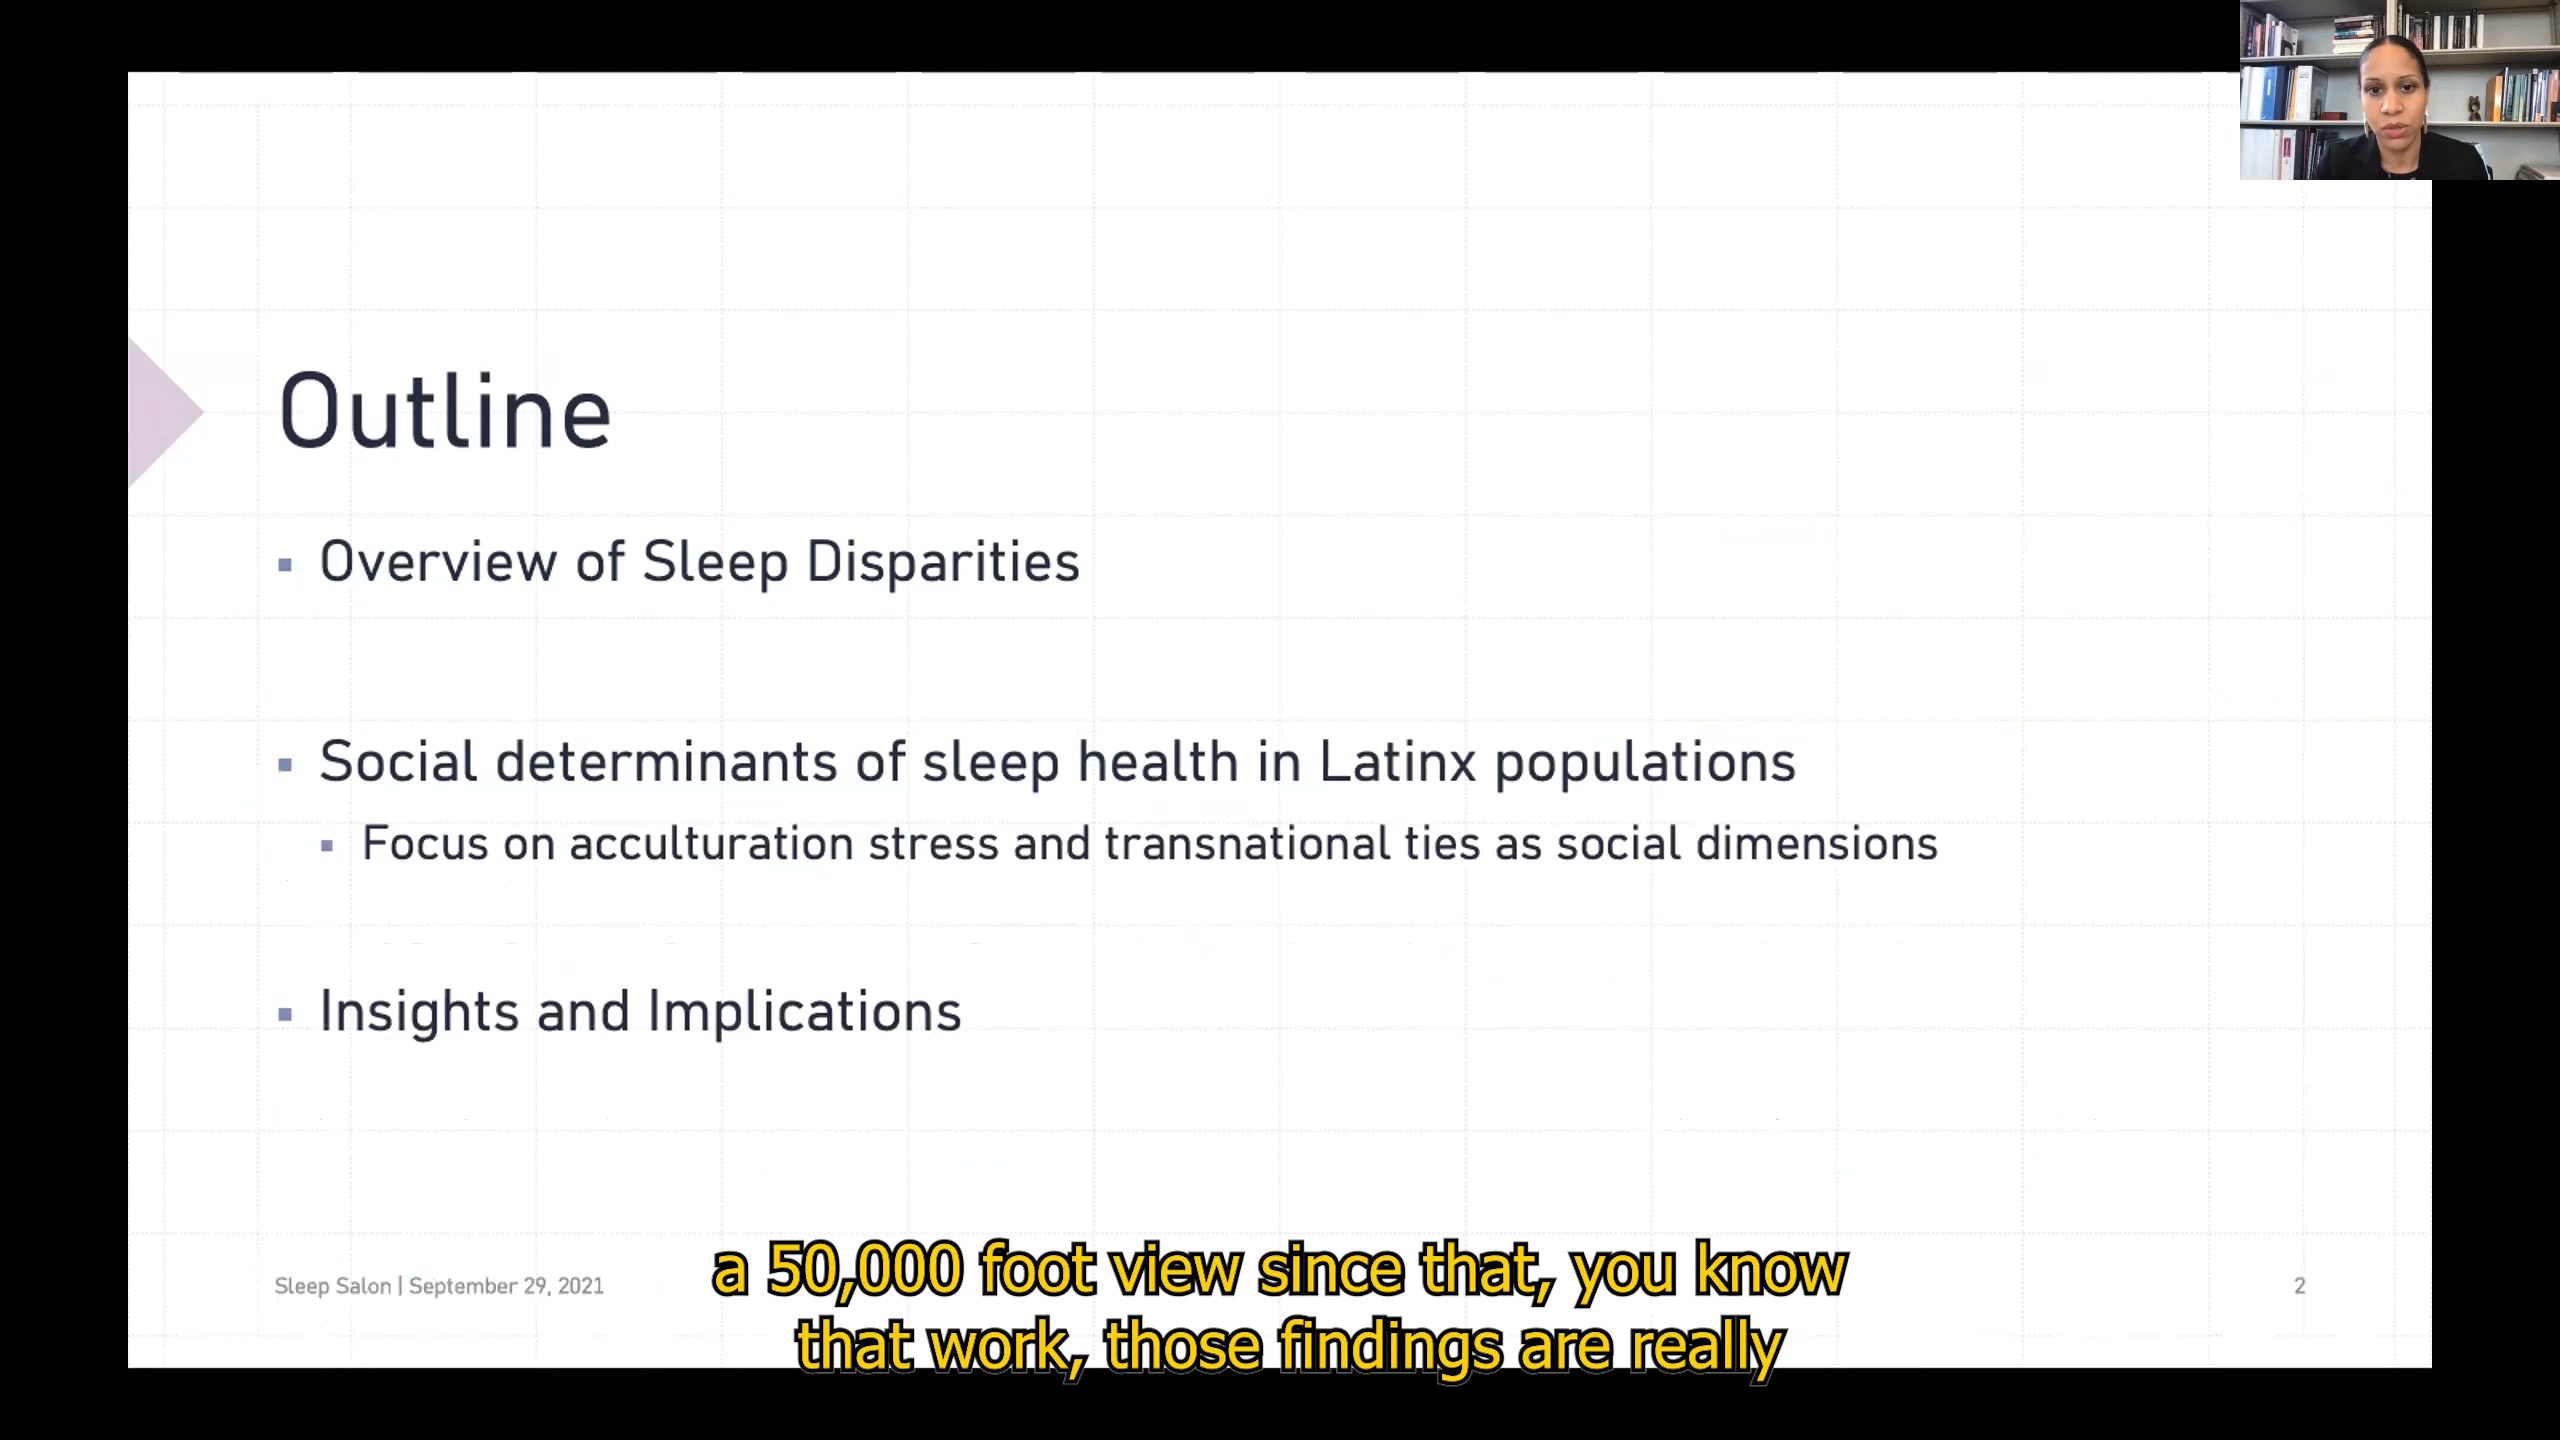 Outline
▪ Overview of Sleep Disparities
▪ Social determinants of sleep health in Latinx populations
▪ Focus on acculturation stress and transnational ties as social dimensions
▪ Insights and Implications
Sleep Salon | September 29, 2021
2
a 50,000 foot view since that, you know
that work, those findings are really